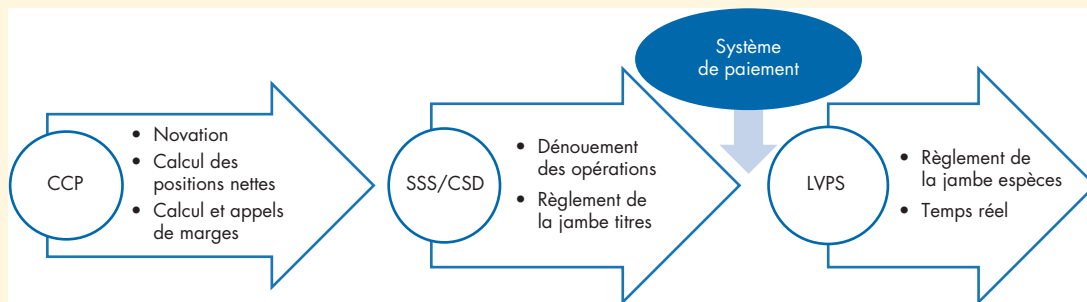 Système
de paiement
CCP
• Novation
• Calcul des
positions nettes
• Calcul et appels
de marges
SSS/CSD
• Dénouement
des opérations
• Règlement de
la jambe titres
LVPS
• Règlement de
la jambe espèces
• Temps réel